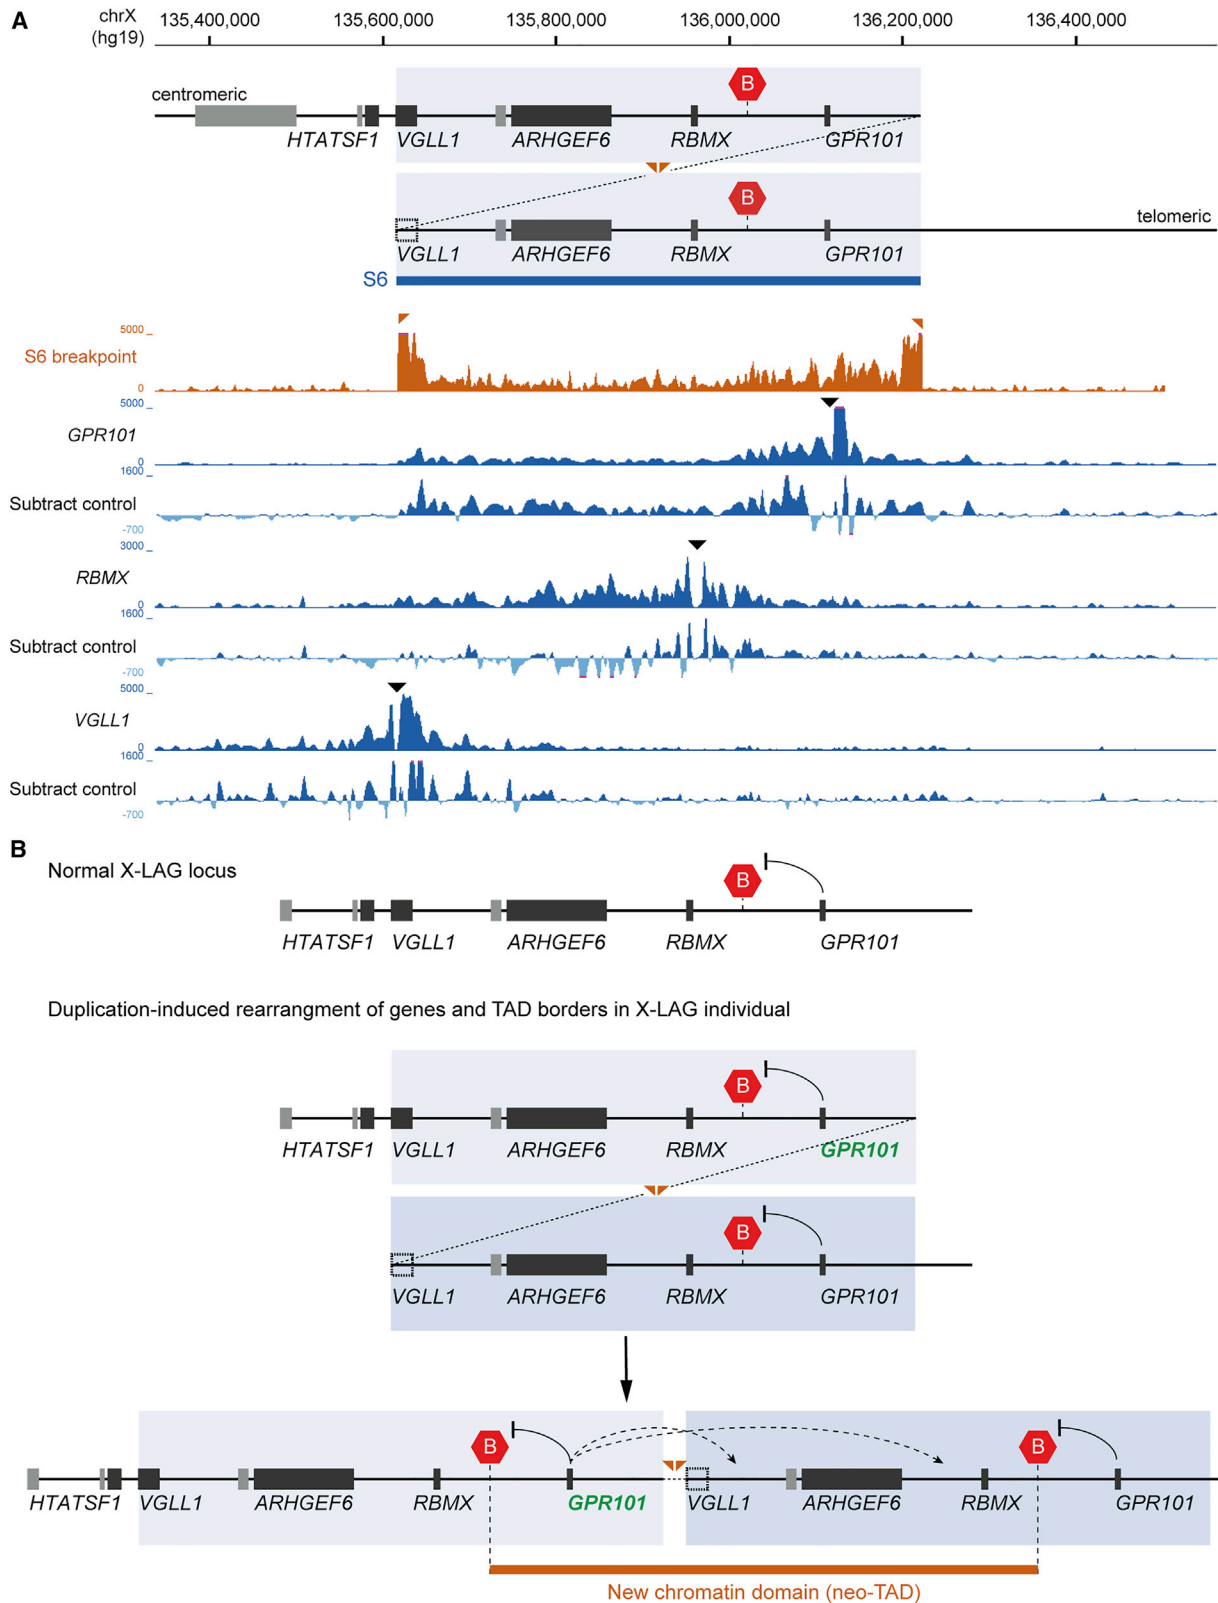 A
chrX
(hg19)
135,400,000 135,600,000 135,800,000 136,000,000 136,200,000 136,400,000
centromeric
B
HTATSF1 VGLL1 ARHGEF6 RBMX GPR101
B
telomeric
VGLL1 ARHGEF6 RBMX GPR101
S6
5000
S6 breakpoint
0
5000
GPR101
0
1600
Subtract control
-700
3000
RBMX
0
1600
Subtract control
-700
5000
VGLL1
0
1600
Subtract control
-700
B
Normal X-LAG locus
B
HTATSF1 VGLL1 ARHGEF6 RBMX GPR101
Duplication-induced rearrangment of genes and TAD borders in X-LAG individual
B
HTATSF1 VGLL1 ARHGEF6 RBMX GPR101
B
VGLL1 ARHGEF6 RBMX GPR101
B B
HTATSF1 VGLL1 ARHGEF6 RBMX GPR101 VGLL1 ARHGEF6 RBMX GPR101
New chromatin domain (neo-TAD)